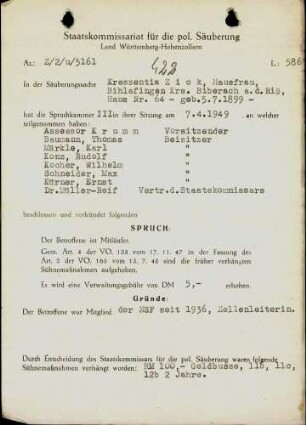 Staatskommissariat für die pol. Säuberung
Land Württemberg-Hohenzollern
Az.: Z/2/u/5161
L: 586
422
In der Säuberungssache Kreszentia Z i c k, Hausfrau,
Bihlafingen Krs. Biberach a.d.Riß,
Haus Nr. 64 - geb.5.7.1899 -
hat die Spruchkammer III in ihrer Sitzung am 7.4.1949 an welcher
teilgenommen haben:
Assessor K r u m m Vorsitzender
Baumann, Thomas Beisitzer
Märkle, Karl "
Konz, Rudolf "
Kocher, Wilhelm "
Schneider, Max "
Körner, Ernst "
Dr.Müller-Reif Vertr.d.Staatskommissars
beschlossen und verkündet folgenden
SPRUCH:
Der Betroffene ist Mitläufer.
Gem. Art. 4 der VO. 133 vom 17. 11. 47 in der Fassung des
Art. 2 der VO. 165 vom 13. 7. 48 sind die früher verhängten
Sühnemaßnahmen aufgehoben.
Es wird eine Verwaltungsgebühr von DM 5,- erhoben.
Gründe:
Der Betroffene war Mitglied der NSF seit 1936, Zellenleiterin.
Durch Entscheidung des Staatskommissars für die pol. Säuberung waren folgende
Sühnemaßnahmen verhängt worden: RM 100,- Geldbusse, 11b, 11c,
12b 2 Jahre.